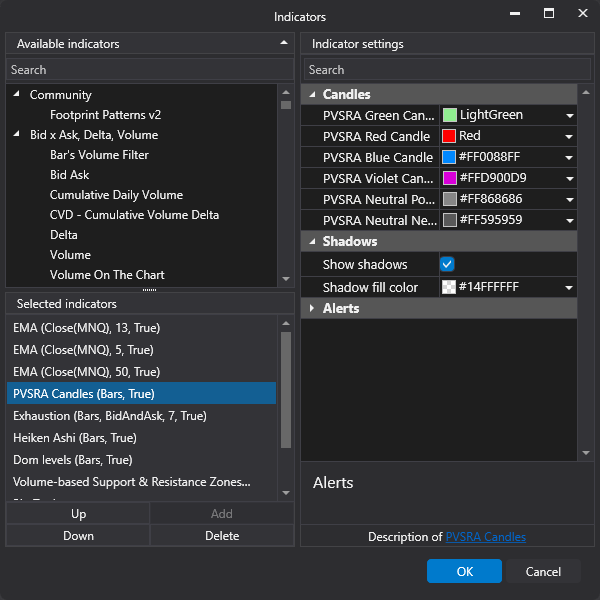 Indicators
Available indicators
Search
Community
Footprint Patterns v2
Bid x Ask, Delta, Volume
Bar's Volume Filter
Bid Ask
Cumulative Daily Volume
CVD - Cumulative Volume Delta
Delta
Volume
Volume On The Chart
Selected indicators
EMA (Close(MNQ), 13, True)
EMA (Close(MNQ), 5, True)
EMA (Close(MNQ), 50, True)
PVSRA Candles (Bars, True)
Exhaustion (Bars, BidAndAsk, 7, True)
Heiken Ashi (Bars, True)
Dom levels (Bars, True)
Volume-based Support & Resistance Zones...
Up Add
Down Delete
Indicator settings
Search
Candles
PVSRA Green Can... LightGreen
PVSRA Red Candle Red
PVSRA Blue Candle #FF0088FF
PVSRA Violet Can... #FFD900D9
PVSRA Neutral Po... #FF868686
PVSRA Neutral Ne... #FF595959
Shadows
Show shadows
Shadow fill color #14FFFFFF
Alerts
Alerts
Description of PVSRA Candles
OK Cancel